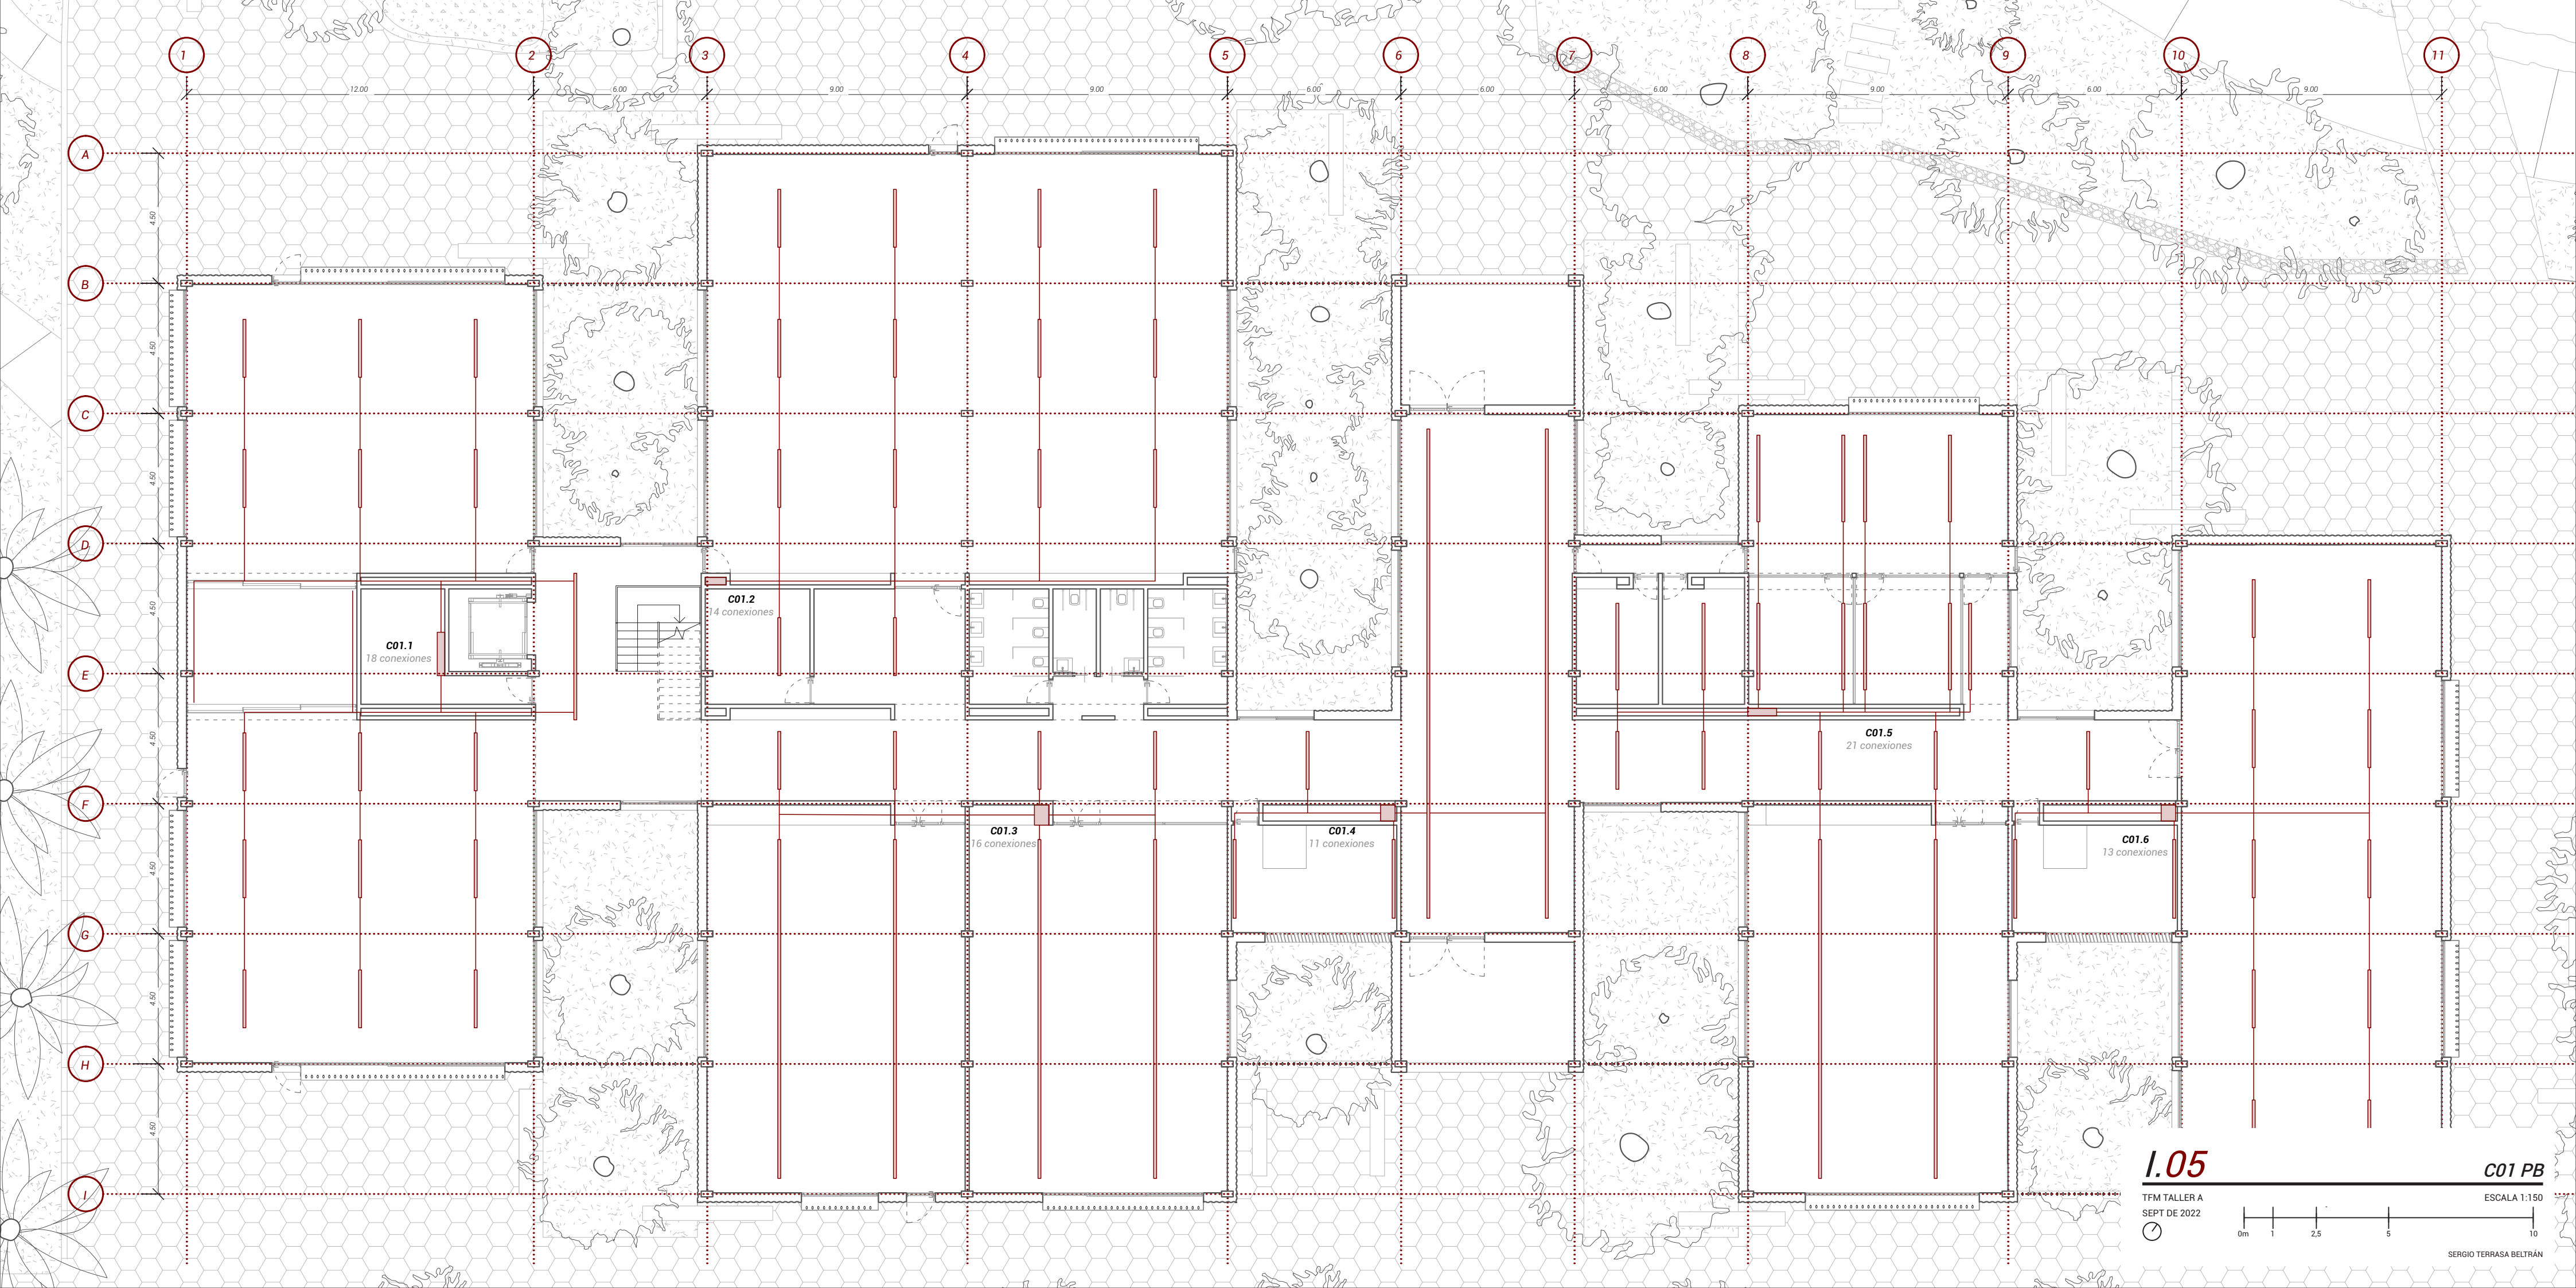 1 2 3 4 5 6 7 8 9 10 11
12.00 6.00 9.00 9.00 6.00 6.00 6.00 9.00 6.00 9.00
A
4.50
B
4.50
C
4.50
D
4.50
E
4.50
F
4.50
G
4.50
H
4.50
I
C01.2
14 conexiones
C01.1
18 conexiones
C01.5
21 conexiones
C01.3
16 conexiones
C01.4
11 conexiones
C01.6
13 conexiones
I.05 C01 PB
TFM TALLER A ESCALA 1:150
SEPT DE 2022
0m 1 2,5 5 10
SERGIO TERRASA BELTRÁN